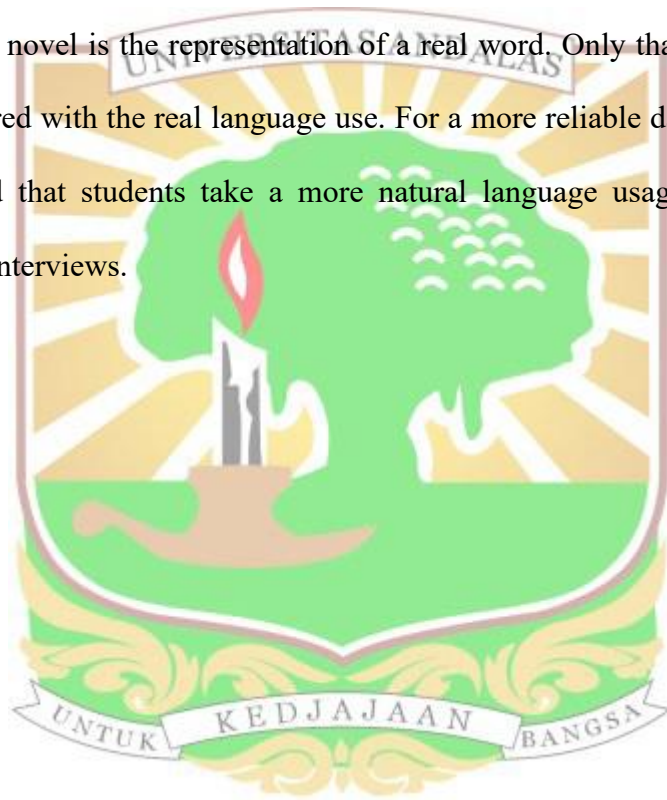 novel is the representation of a real word. Only tha
UNIVERSITAS ANDALAS
red with the real language use. For a more reliable d
d that students take a more natural language usag
nterviews.
UNTUK KEDJAJAAN BANGSA